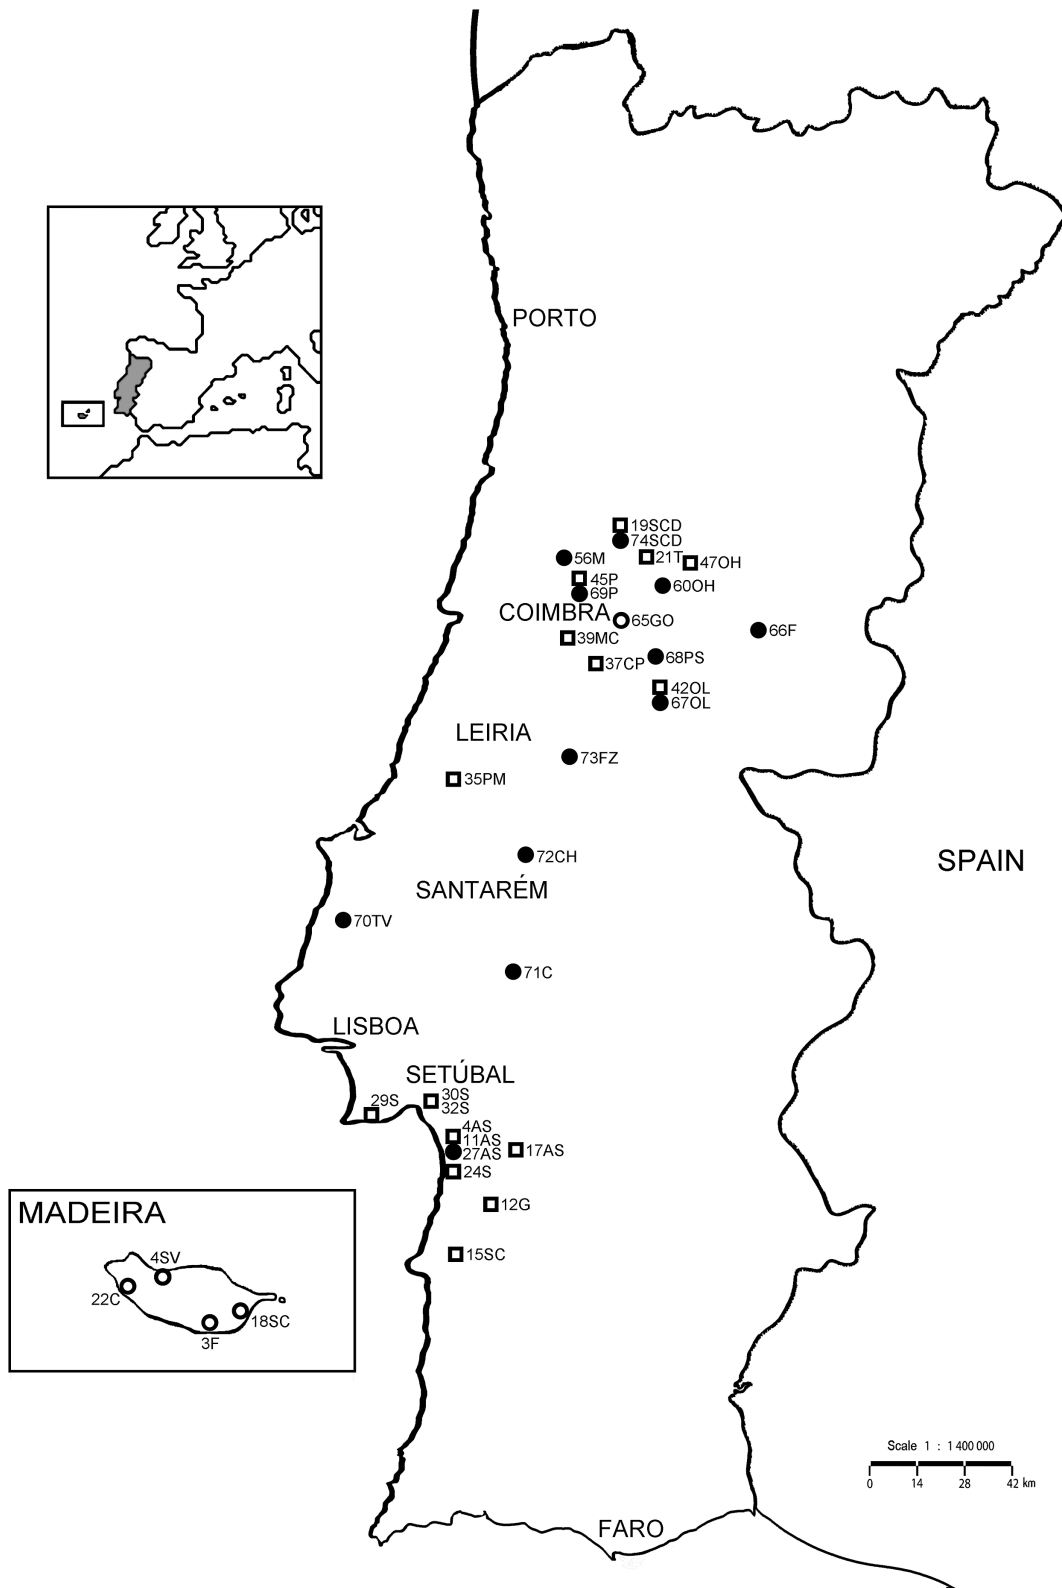 PORTO
19SCD
74SCD
56M
21T
47OH
45P
60OH
69P
COIMBRA
65GO
66F
39MC
68PS
37CP
42OL
67OL
LEIRIA
73FZ
35PM
72CH
SPAIN
SANTARÉM
70TV
71C
LISBOA
SETÚBAL
29S
30S
32S
4AS
11AS
27AS
17AS
24S
12G
15SC
MADEIRA
4SV
22C
18SC
3F
Scale 1 : 1 400 000
0 14 28 42 km
FARO